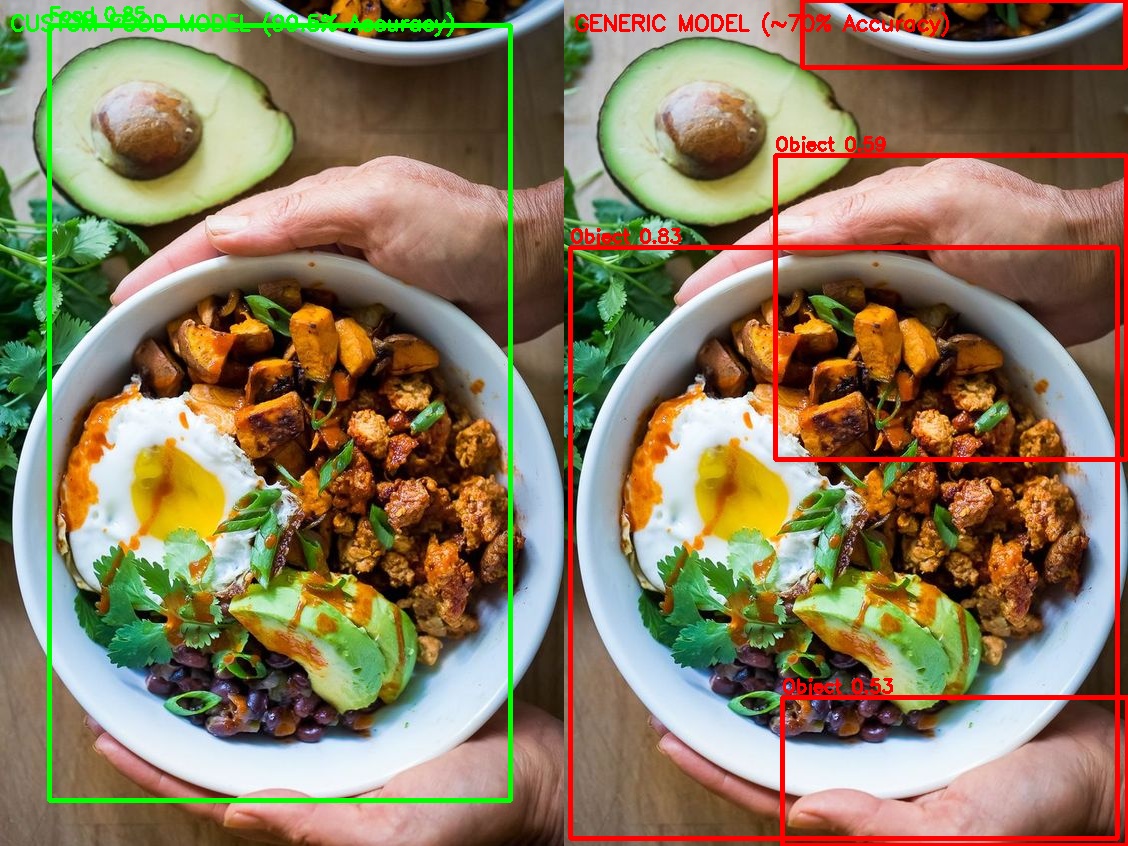 Food 0.85
CUSTOM FOOD MODEL Accuracy)
GENERIC MODEL (~70% Accuracy)
Object 0.59
Object 0.83
Object 0.53